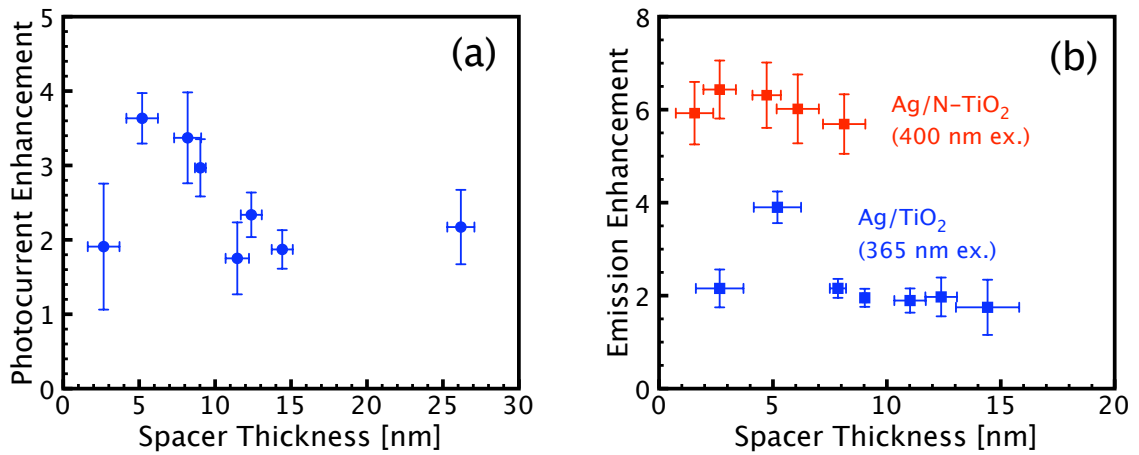 (a)
Photocurrent Enhancement
5
4
3
2
1
0
0 5 10 15 20 25 30
Spacer Thickness [nm]
(b)
Emission Enhancement
8
6
4
2
0
Ag/N–TiO₂
(400 nm ex.)
Ag/TiO₂
(365 nm ex.)
0 5 10 15 20
Spacer Thickness [nm]